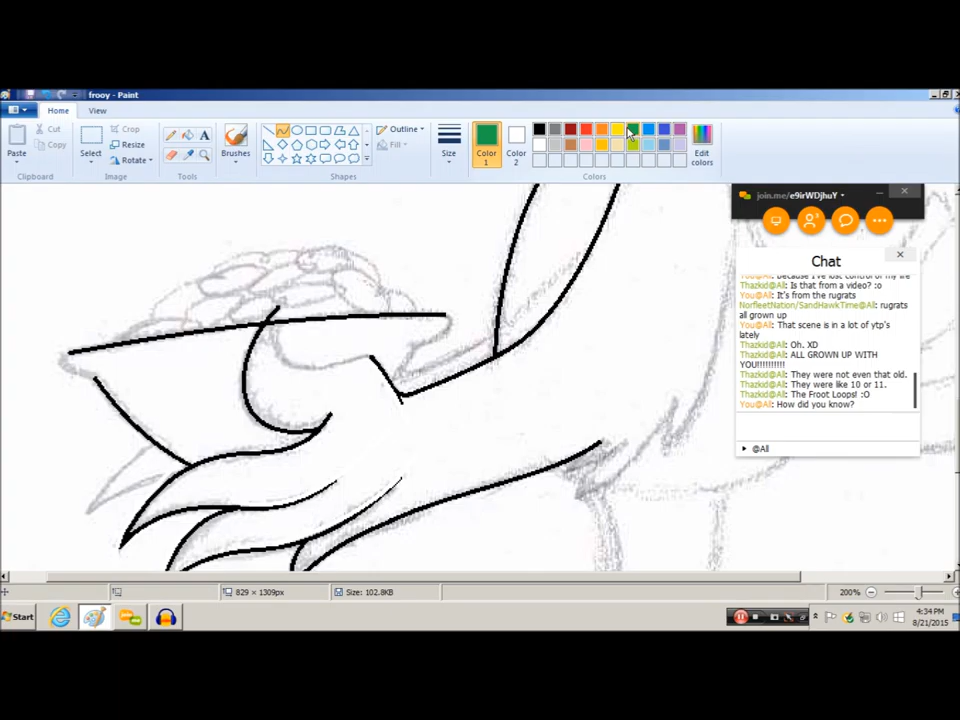 frooy - Paint
Home
View
Paste
Cut
Copy
Clipboard
Select
Crop
Resize
Rotate
Image
Tools
Brushes
Shapes
Outline
Fill
Size
Color
1
Color
2
Colors
Edit
colors
join.me/e9irWDjhuY
Chat
You@All: Because I've lost control of my life
Thazkid@All: Is that from a video? :o
You@All: It's from the rugrats
NorfleetNation/SandHawkTime@All: rugrats
all grown up
You@All: That scene is in a lot of ytp's
lately
Thazkid@All: Oh. XD
Thazkid@All: ALL GROWN UP WITH
YOU!!!!!!!!!!
Thazkid@All: They were not even that old.
Thazkid@All: They were like 10 or 11.
Thazkid@All: The Froot Loops! :O
You@All: How did you know?
@All
829 × 1309px
Size: 102.8KB
200%
Start
4:34 PM
8/21/2015